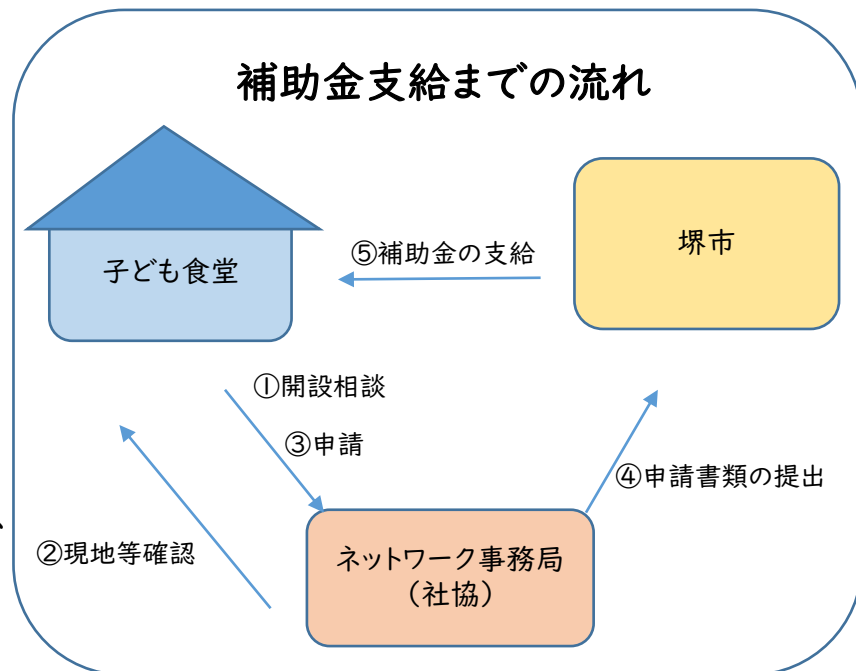 補助金支給までの流れ
子ども食堂
⑤補助金の支給
堺市
①開設相談
③申請
④申請書類の提出
②現地等確認
ネットワーク事務局
（社協）